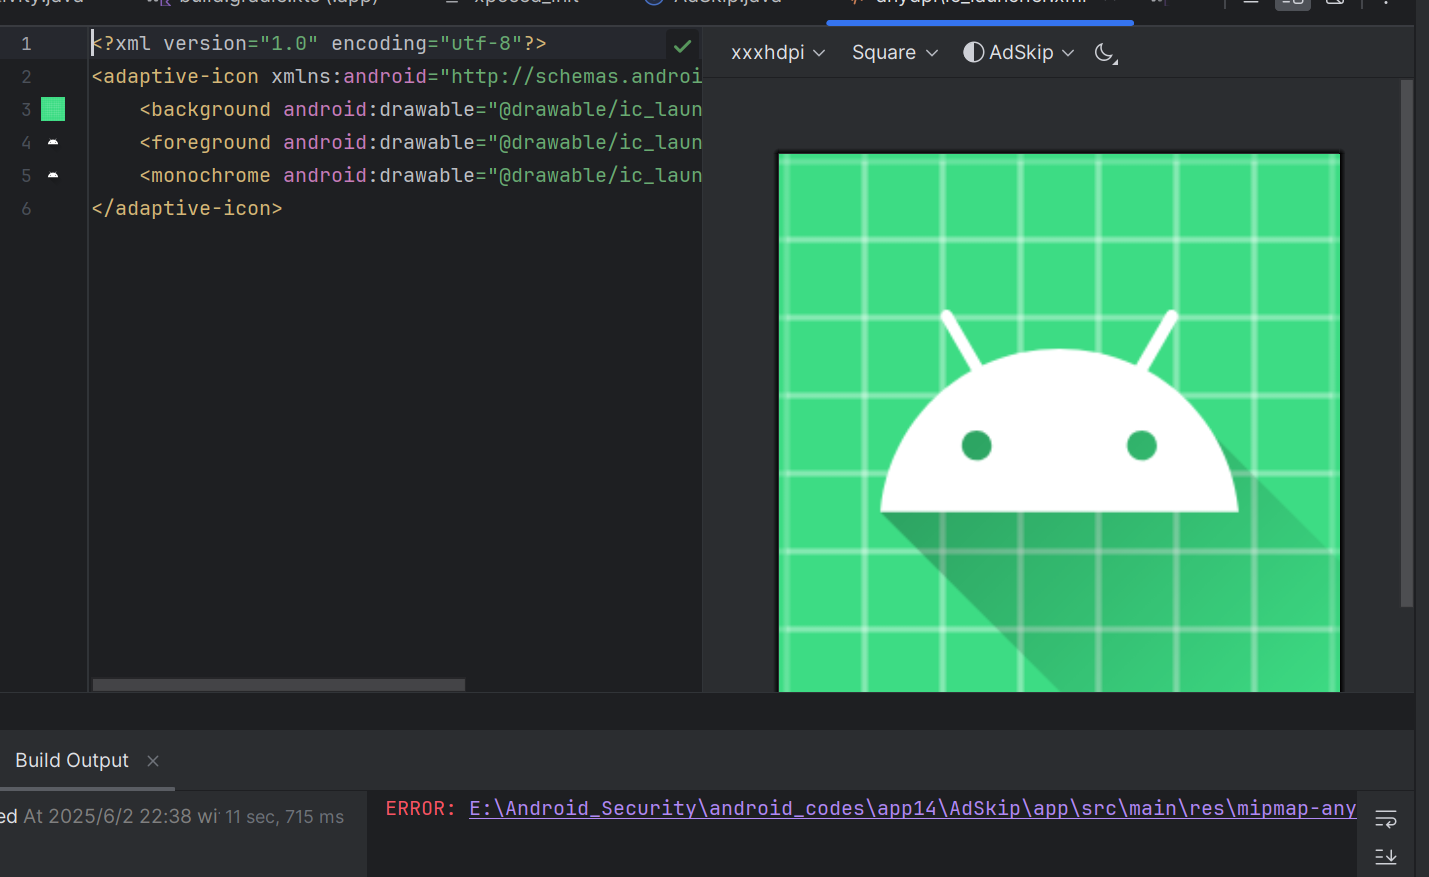 xposed_init
1 <?xml version="1.0" encoding="utf-8"?>
xxxhdpi Square AdSkip
2 <adaptive-icon xmlns:android="http://schemas.androi
3 <background android:drawable="@drawable/ic_laun
4 <foreground android:drawable="@drawable/ic_laun
5 <monochrome android:drawable="@drawable/ic_laun
6 </adaptive-icon>
Build Output
ed At 2025/6/2 22:38 wi 11 sec, 715 ms
ERROR: E:\Android_Security\android_codes\app14\AdSkip\app\src\main\res\mipmap-any